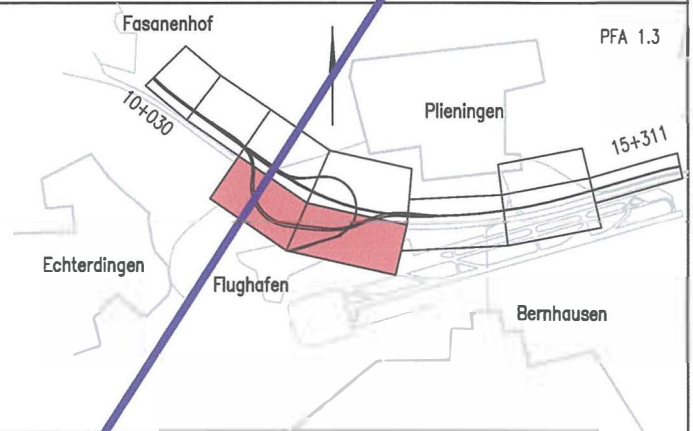 Fasanenhof
PFA 1.3
10+030
Plieningen
15+311
Echterdingen
Flughafen
Bernhausen